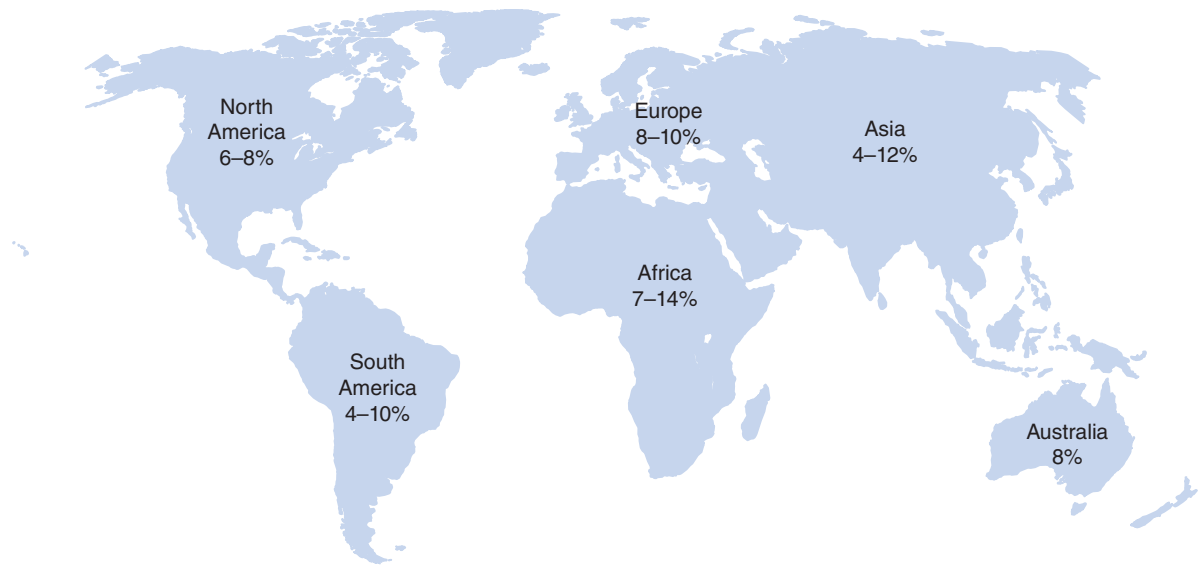 North
America
6–8%
Europe
8–10%
Asia
4–12%
Africa
7–14%
South
America
4–10%
Australia
8%